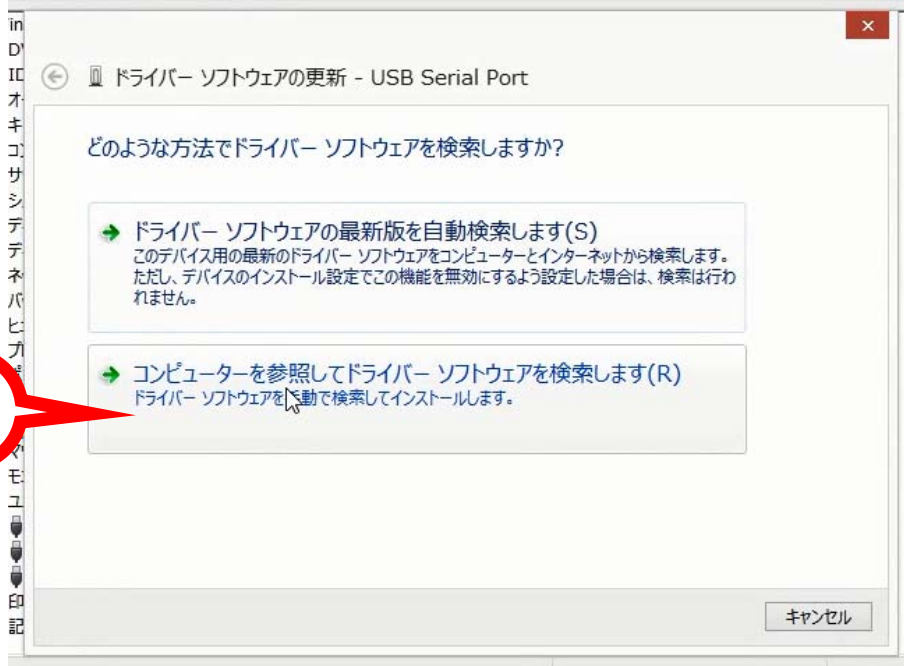 ドライバー ソフトウェアの更新 - USB Serial Port
どのような方法でドライバー ソフトウェアを検索しますか?
ドライバー ソフトウェアの最新版を自動検索します(S)
このデバイス用の最新のドライバー ソフトウェアをコンピューターとインターネットから検索します。
ただし、デバイスのインストール設定でこの機能を無効にするよう設定した場合は、検索は行わ
れません。
コンピューターを参照してドライバー ソフトウェアを検索します(R)
ドライバー ソフトウェアを手動で検索してインストールします。
キャンセル